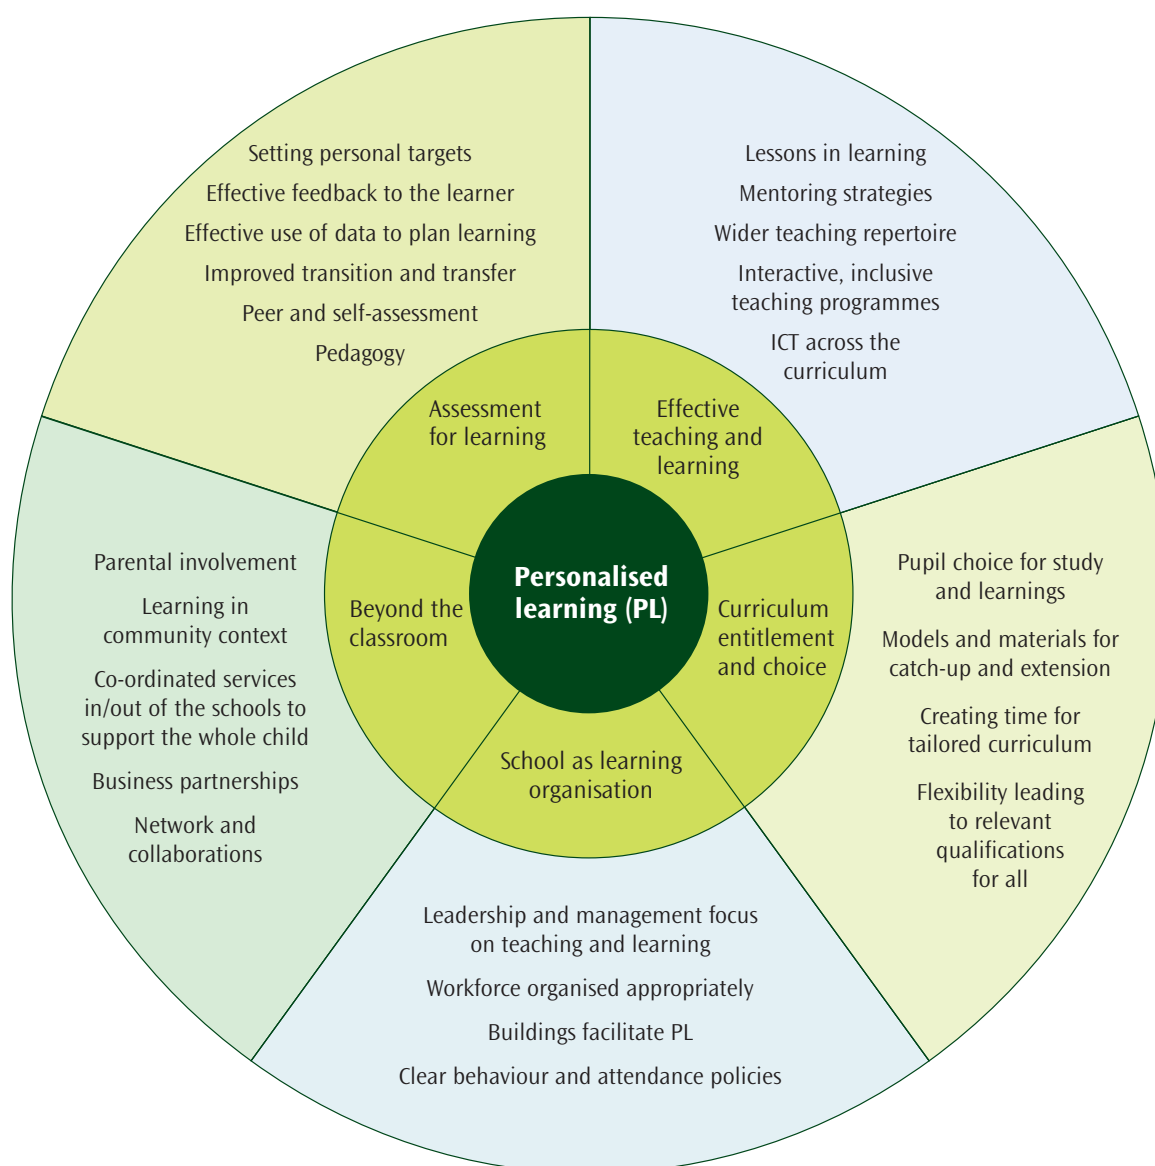 Setting personal targets
Effective feedback to the learner
Effective use of data to plan learning
Improved transition and transfer
Peer and self-assessment
Pedagogy
Lessons in learning
Mentoring strategies
Wider teaching repertoire
Interactive, inclusive
teaching programmes
ICT across the
curriculum
Assessment
for learning
Effective
teaching and
learning
Personalised
learning (PL)
Beyond the
classroom
Curriculum
entitlement
and choice
School as learning
organisation
Parental involvement
Learning in
community context
Co-ordinated services
in/out of the schools to
support the whole child
Business partnerships
Network and
collaborations
Pupil choice for study
and learnings
Models and materials for
catch-up and extension
Creating time for
tailored curriculum
Flexibility leading
to relevant
qualifications
for all
Leadership and management focus
on teaching and learning
Workforce organised appropriately
Buildings facilitate PL
Clear behaviour and attendance policies